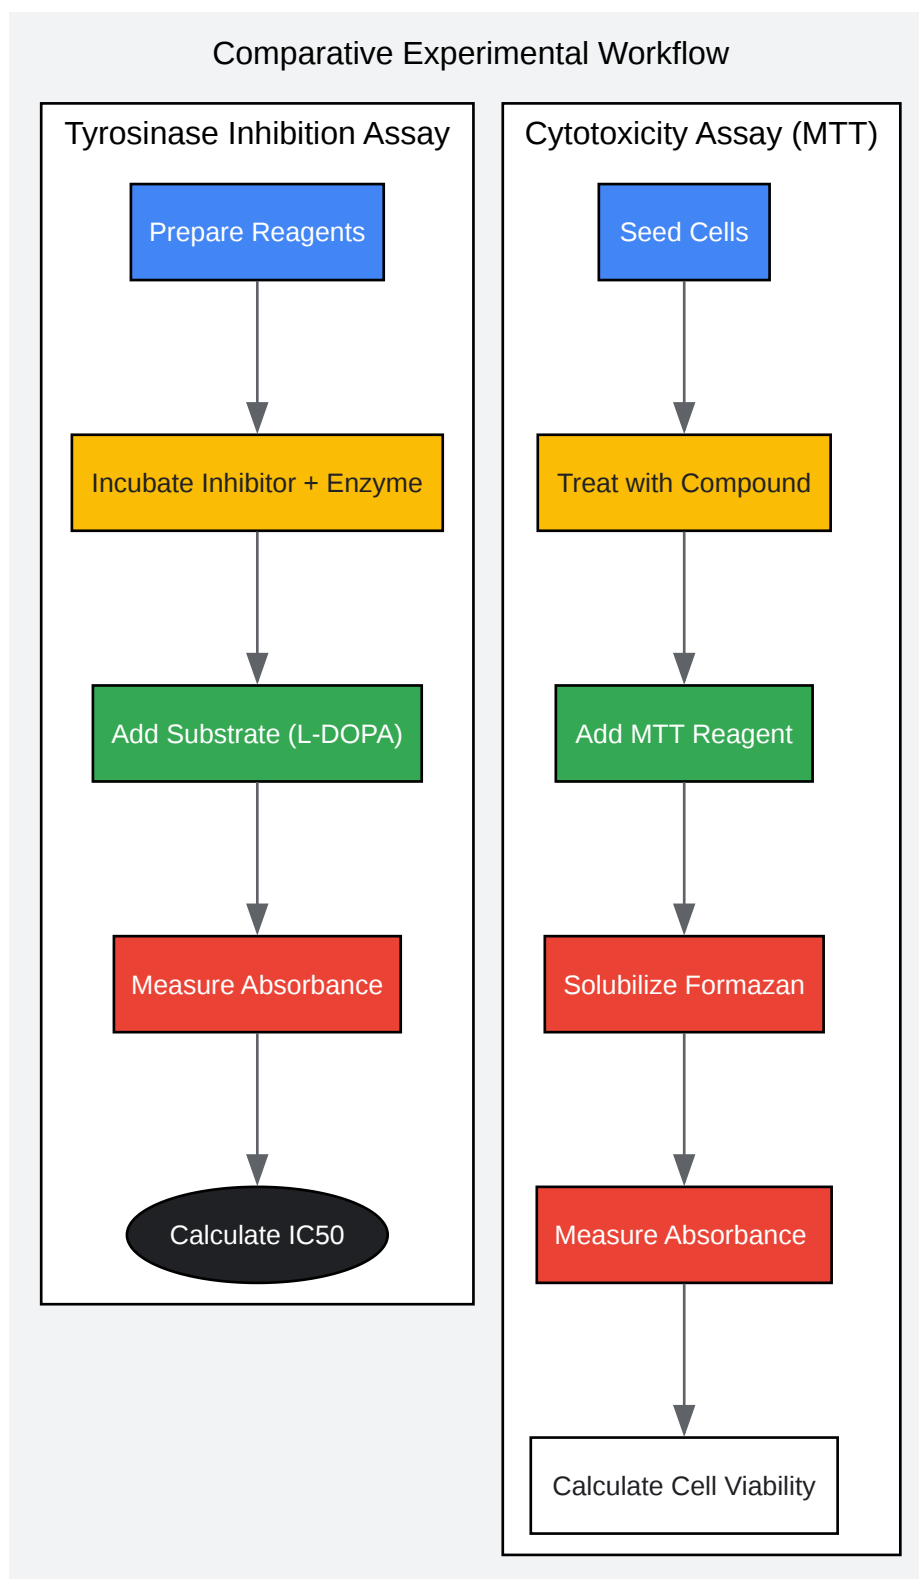 Comparative Experimental Workflow
Tyrosinase Inhibition Assay
Prepare Reagents
Incubate Inhibitor + Enzyme
Add Substrate (L-DOPA)
Measure Absorbance
Calculate IC50
Cytotoxicity Assay (MTT)
Seed Cells
Treat with Compound
Add MTT Reagent
Solubilize Formazan
Measure Absorbance
Calculate Cell Viability